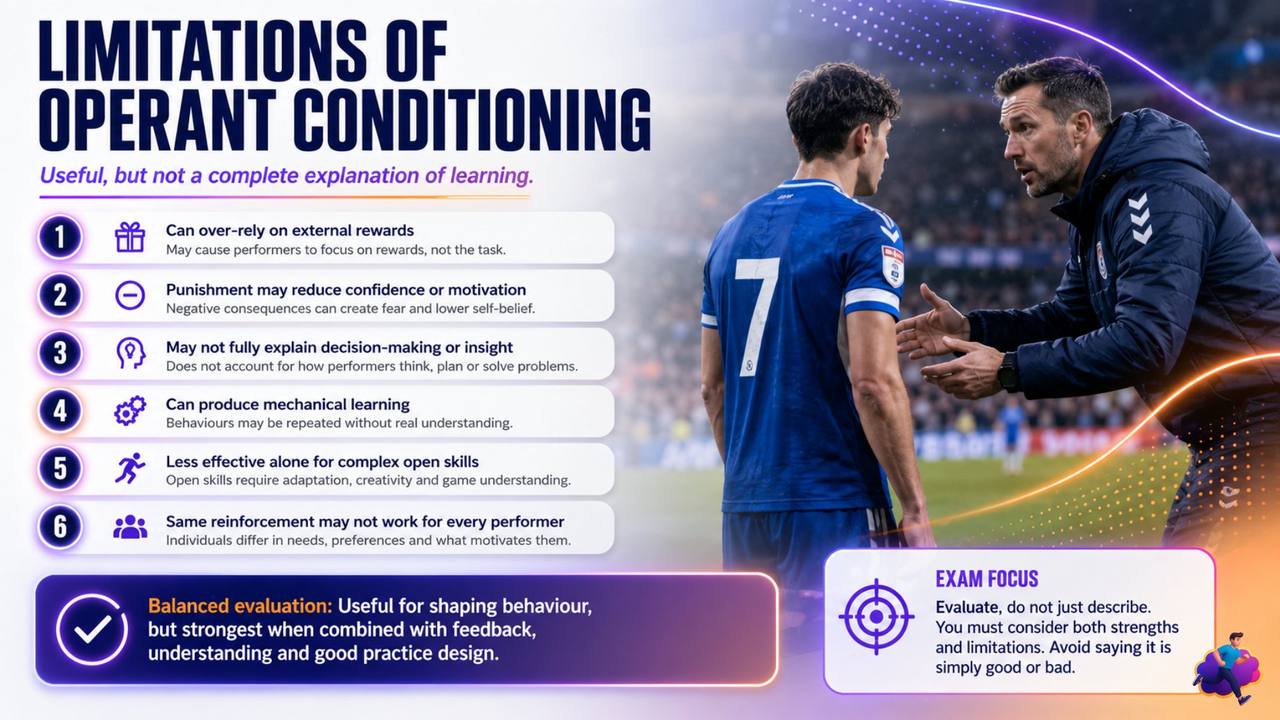 LIMITATIONS OF
OPERANT CONDITIONING
Useful, but not a complete explanation of learning.
1
Can over-rely on external rewards
May cause performers to focus on rewards, not the task.
2
Punishment may reduce confidence or motivation
Negative consequences can create fear and lower self-belief.
3
May not fully explain decision-making or insight
Does not account for how performers think, plan or solve problems.
4
Can produce mechanical learning
Behaviours may be repeated without real understanding.
5
Less effective alone for complex open skills
Open skills require adaptation, creativity and game understanding.
6
Same reinforcement may not work for every performer
Individuals differ in needs, preferences and what motivates them.
7
Balanced evaluation: Useful for shaping behaviour,
but strongest when combined with feedback,
understanding and good practice design.
EXAM FOCUS
Evaluate, do not just describe.
You must consider both strengths
and limitations. Avoid saying it is
simply good or bad.